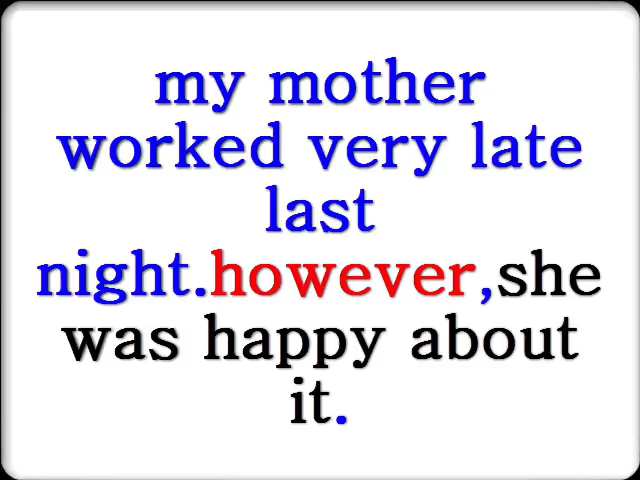 my mother
worked very late
last
night.however,she
was happy about
it.